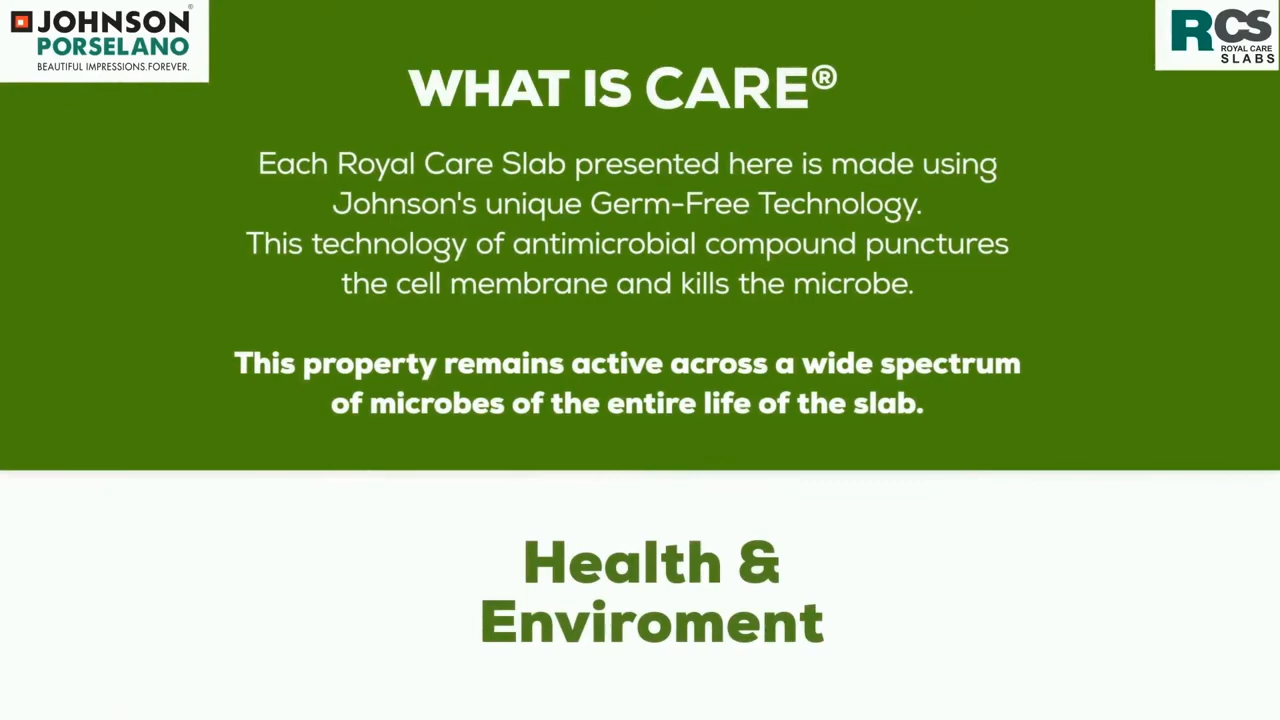 JOHNSON®
PORSELANO
BEAUTIFUL IMPRESSIONS.FOREVER.
RCS
ROYAL CARE
SLABS
WHAT IS CARE®
Each Royal Care Slab presented here is made using
Johnson's unique Germ-Free Technology.
This technology of antimicrobial compound punctures
the cell membrane and kills the microbe.
This property remains active across a wide spectrum
of microbes of the entire life of the slab.
Health &
Enviroment